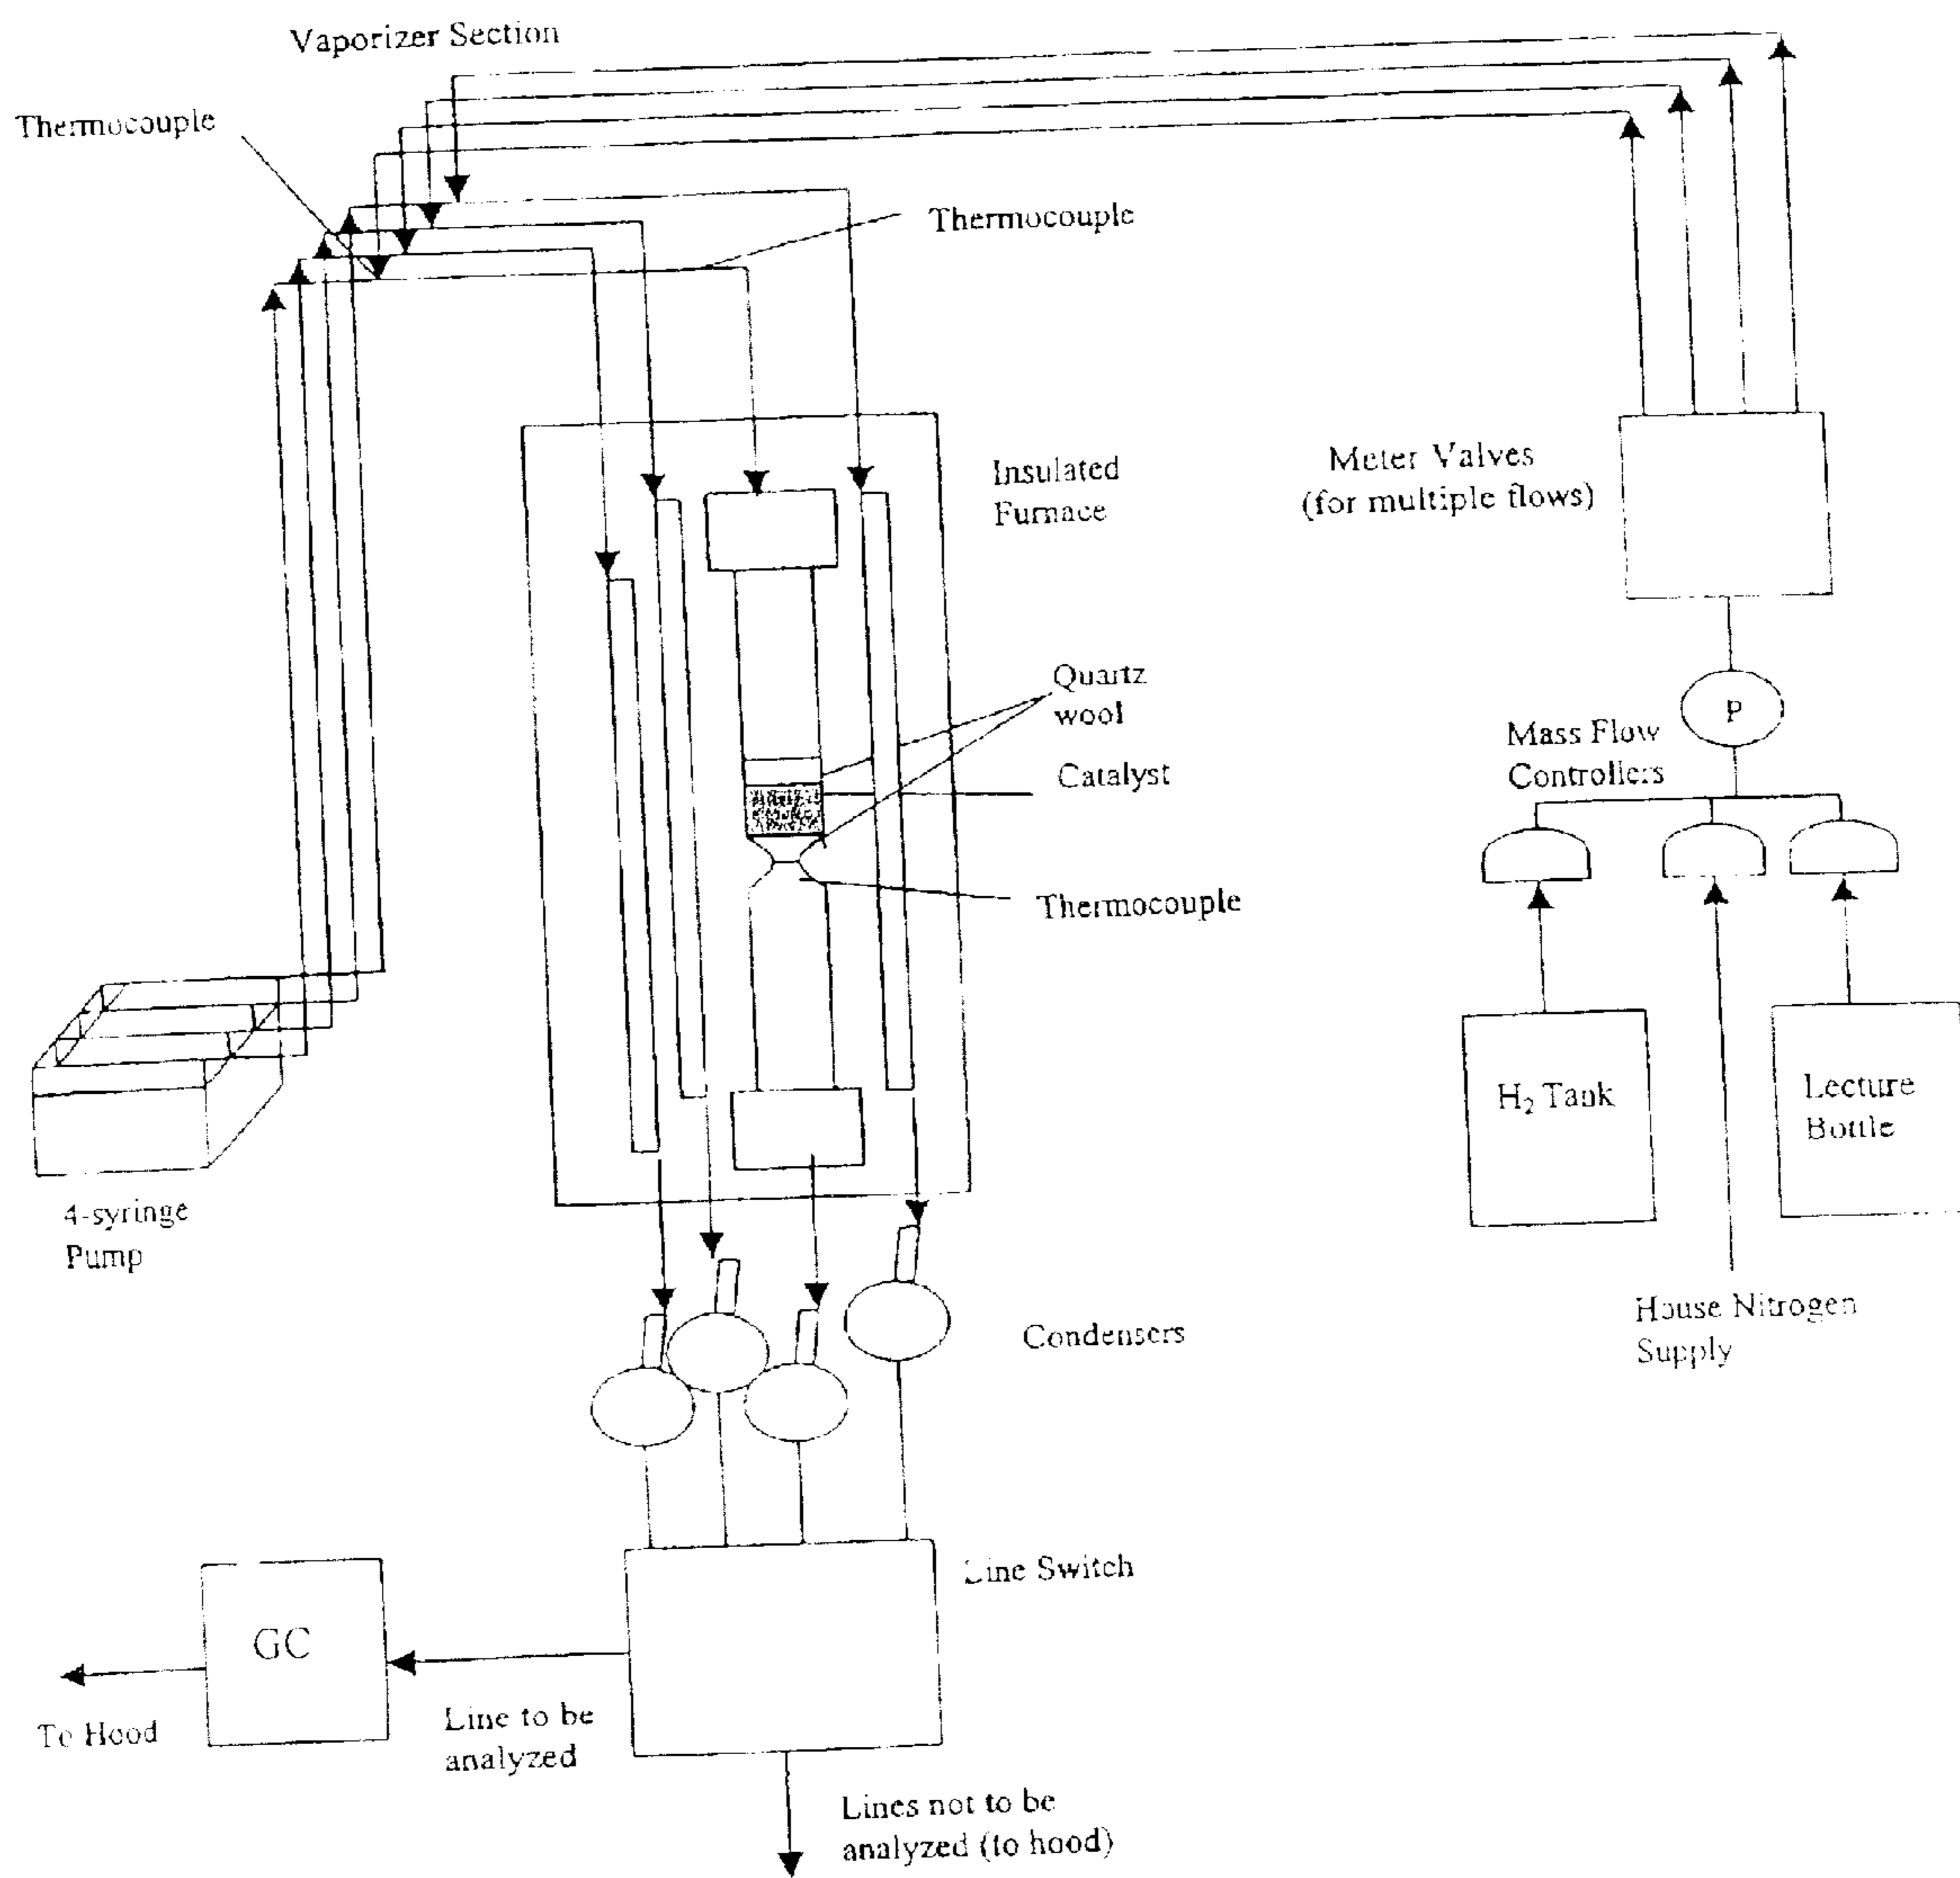 Vaporizer Section
Thermocouple
Thermocouple
Insulated
Furnace
Meter Valves
(for multiple flows)
Quartz
wool
P
Mass Flow
Controllers
Catalyst
Thermocouple
H₂ Tank
Lecture
Bottle
4-syringe
Pump
House Nitrogen
Supply
Condensers
Line Switch
GC
To Hood
Line to be
analyzed
Lines not to be
analyzed (to hood)